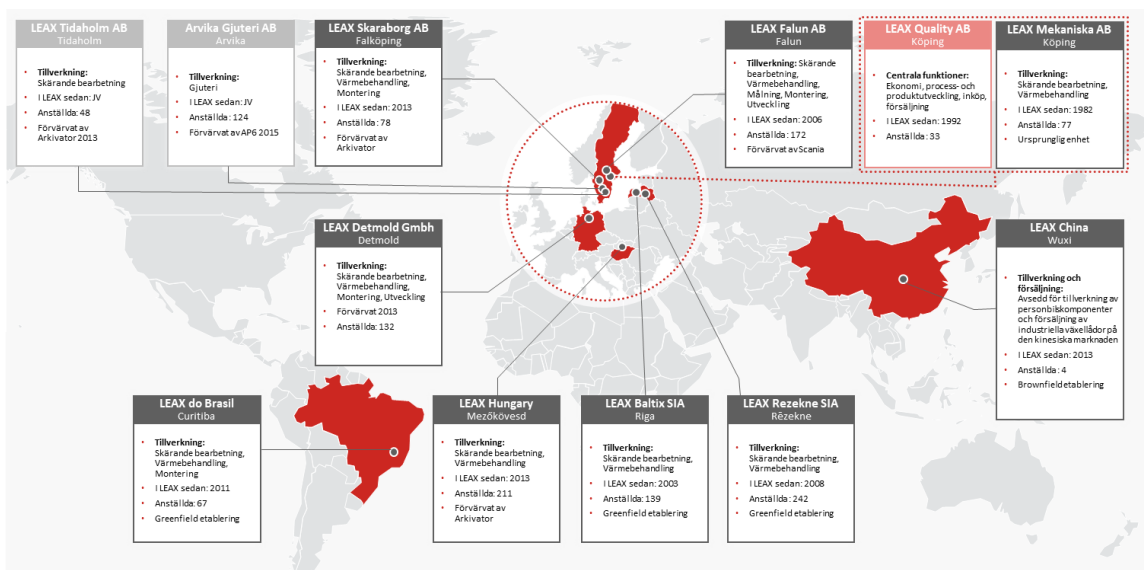 LEAX Tidaholm AB
Tidaholm
Tillverkning:
Skärande bearbetning
I LEAX sedan: JV
Anställda: 48
Förvärvat av
Arkivator 2013
Arvika Gjuteri AB
Arvika
Tillverkning:
Gjuteri
I LEAX sedan: JV
Anställda: 124
Förvärvat av AP6 2015
LEAX Skaraborg AB
Falköping
Tillverkning:
Skärande bearbetning,
Värmebehandling,
Montering
I LEAX sedan: 2013
Anställda: 78
Förvärvat av
Arkivator
LEAX Falun AB
Falun
Tillverkning: Skärande
bearbetning,
Värmebehandling,
Målning, Montering,
Utveckling
I LEAX sedan: 2006
Anställda: 172
Förvärvat av Scania
LEAX Quality AB
Köping
Centrala funktioner:
Ekonomi, process- och
produktutveckling, inköp,
försäljning
I LEAX sedan: 1992
Anställda: 33
LEAX Mekaniska AB
Köping
Tillverkning:
Skärande bearbetning,
Värmebehandling
I LEAX sedan: 1982
Anställda: 77
Ursprunglig enhet
LEAX Detmold Gmbh
Detmold
Tillverkning:
Skärande bearbetning,
Värmebehandling,
Montering, Utveckling
Förvärvat 2013
Anställda: 132
LEAX China
Wuxi
Tillverkning och
försäljning:
Avsedd för tillverkning av
personbilskomponenter
och försäljning av
industriella växellådor på
den kinesiska marknaden
I LEAX sedan: 2013
Anställda: 4
Brownfield etablering
LEAX do Brasil
Curitiba
Tillverkning:
Skärande bearbetning,
Värmebehandling,
Montering
I LEAX sedan: 2011
Anställda: 67
Greenfield etablering
LEAX Hungary
Mezőkövesd
Tillverkning:
Skärande bearbetning,
Värmebehandling
I LEAX sedan: 2013
Anställda: 211
Förvärvat av
Arkivator
LEAX Baltix SIA
Riga
Tillverkning:
Skärande bearbetning,
Värmebehandling
I LEAX sedan: 2003
Anställda: 139
Greenfield etablering
LEAX Rezekne SIA
Rēzekne
Tillverkning:
Skärande bearbetning,
Värmebehandling
I LEAX sedan: 2008
Anställda: 242
Greenfield etablering